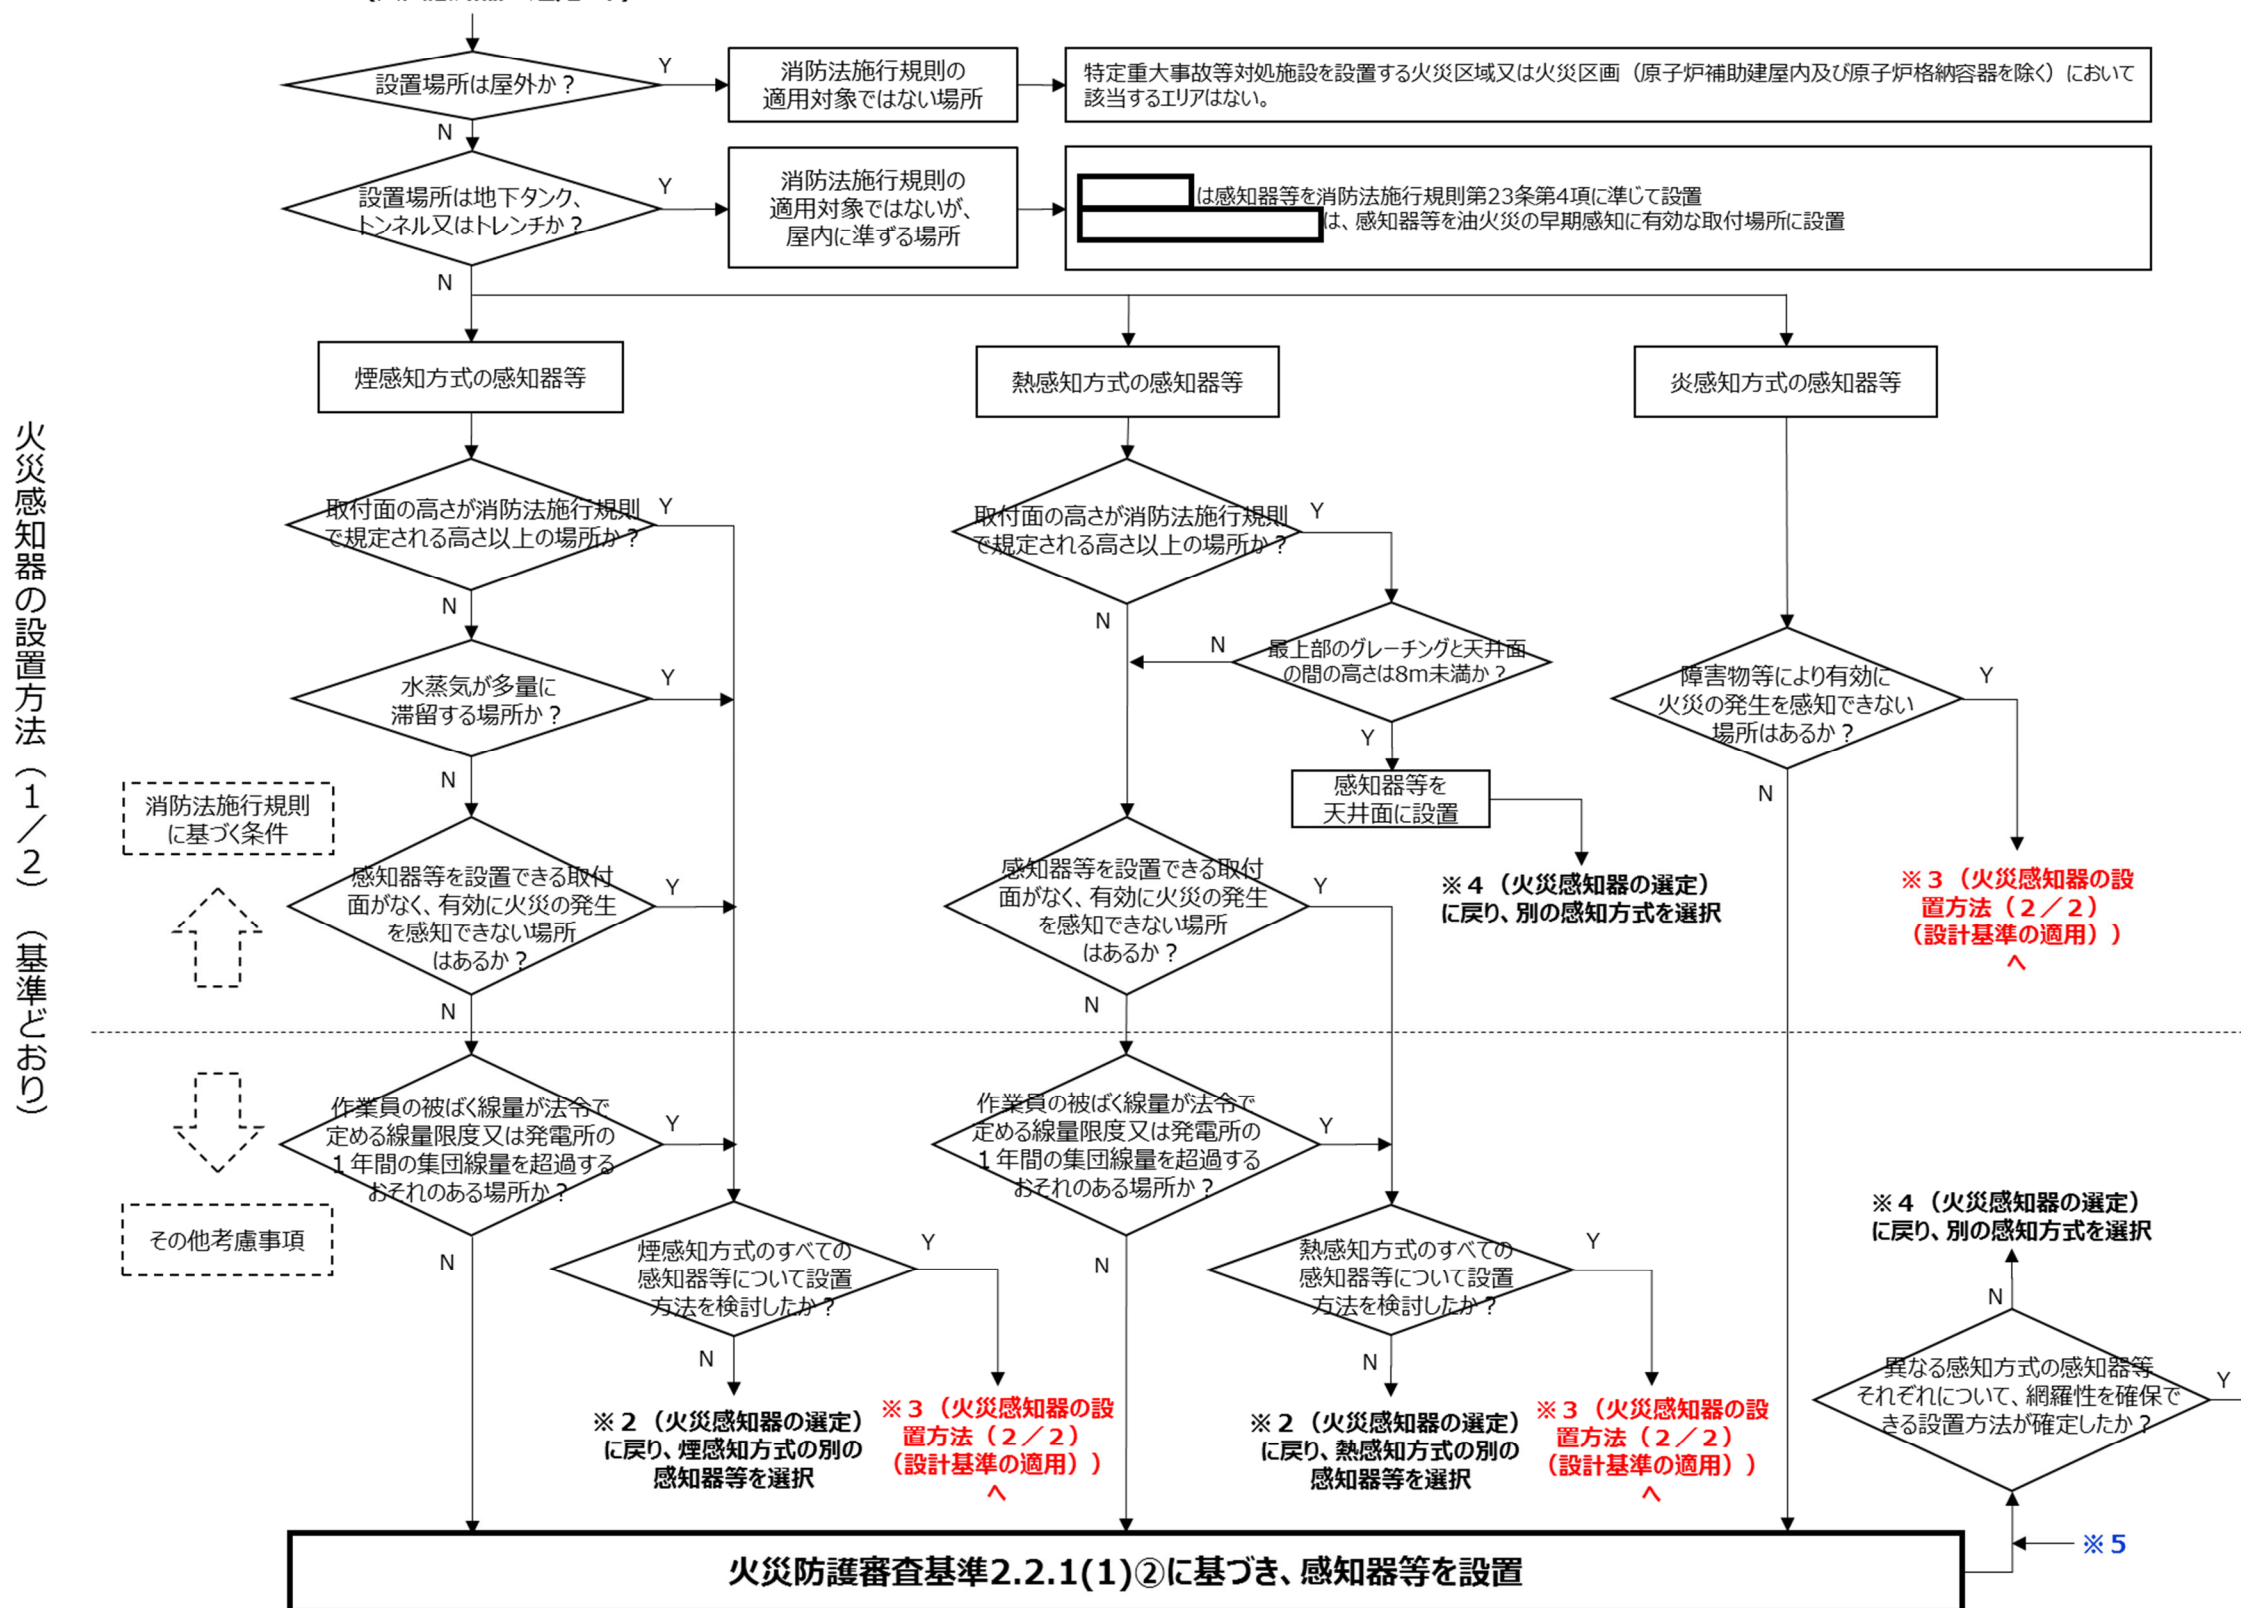 設置場所は屋外か？
Y
消防法施行規則の
適用対象ではない場所
特定重大事故等対処施設を設置する火災区域又は火災区画（原子炉補助建屋内及び原子炉格納容器を除く）において
該当するエリアはない。
N
設置場所は地下タンク、
トンネル又はトレンチか？
Y
消防法施行規則の
適用対象ではないが、
屋内に準ずる場所
は感知器等を消防法施行規則第23条第4項に準じて設置
は、感知器等を油火災の早期感知に有効な取付場所に設置
N
火災感知器の設置方法（1／2）（基準どおり）
煙感知方式の感知器等
熱感知方式の感知器等
炎感知方式の感知器等
取付面の高さが消防法施行規則
で規定される高さ以上の場所か？
Y
N
水蒸気が多量に
滞留する場所か？
Y
N
感知器等を設置できる取付
面がなく、有効に火災の発生
を感知できない場所
はあるか？
Y
N
作業員の被ばく線量が法令で
定める線量限度又は発電所の
１年間の集団線量を超過する
おそれのある場所か？
Y
N
煙感知方式のすべての
感知器等について設置
方法を検討したか？
Y
N
※２（火災感知器の選定）
に戻り、煙感知方式の別の
感知器等を選択
※３（火災感知器の設
置方法（２／２）
（設計基準の適用））
へ
消防法施行規則
に基づく条件
その他考慮事項
取付面の高さが消防法施行規則
で規定される高さ以上の場所か？
Y
N
最上部のグレーチングと天井面
の間の高さは8m未満か？
N
Y
感知器等を
天井面に設置
※４（火災感知器の選定）
に戻り、別の感知方式を選択
感知器等を設置できる取付
面がなく、有効に火災の発生
を感知できない場所
はあるか？
Y
N
作業員の被ばく線量が法令で
定める線量限度又は発電所の
１年間の集団線量を超過する
おそれのある場所か？
Y
N
熱感知方式のすべての
感知器等について設置
方法を検討したか？
Y
N
※２（火災感知器の選定）
に戻り、熱感知方式の別の
感知器等を選択
※３（火災感知器の設
置方法（２／２）
（設計基準の適用））
へ
障害物等により有効に
火災の発生を感知できない
場所はあるか？
Y
N
※３（火災感知器の設
置方法（２／２）
（設計基準の適用））
へ
※４（火災感知器の選定）
に戻り、別の感知方式を選択
N
異なる感知方式の感知器等
それぞれについて、網羅性を確保で
きる設置方法が確定したか？
Y
※５
火災防護審査基準2.2.1(1)②に基づき、感知器等を設置